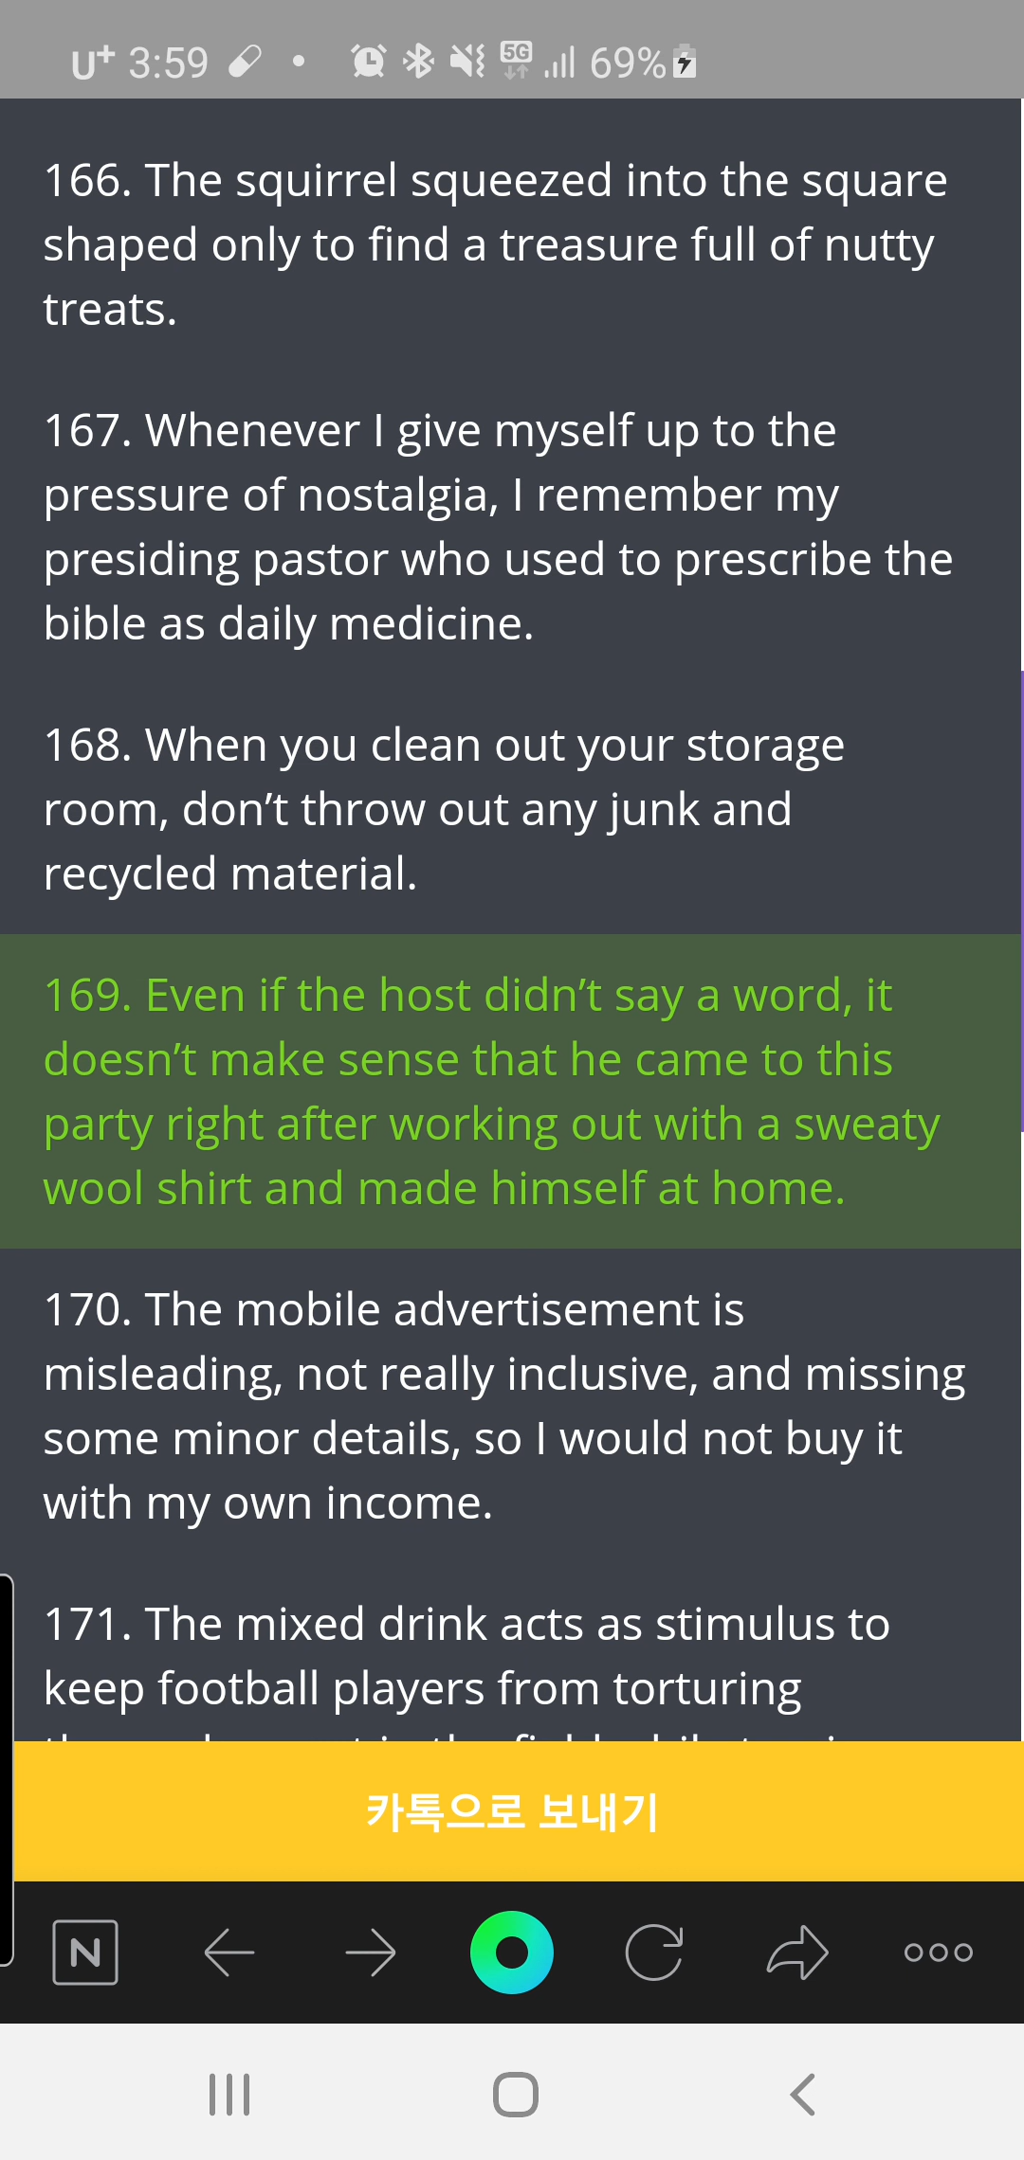 U+ 3:59 5G 69%
166. The squirrel squeezed into the square
shaped only to find a treasure full of nutty
treats.
167. Whenever I give myself up to the
pressure of nostalgia, I remember my
presiding pastor who used to prescribe the
bible as daily medicine.
168. When you clean out your storage
room, don’t throw out any junk and
recycled material.
169. Even if the host didn’t say a word, it
doesn’t make sense that he came to this
party right after working out with a sweaty
wool shirt and made himself at home.
170. The mobile advertisement is
misleading, not really inclusive, and missing
some minor details, so I would not buy it
with my own income.
171. The mixed drink acts as stimulus to
keep football players from torturing
카톡으로 보내기
N